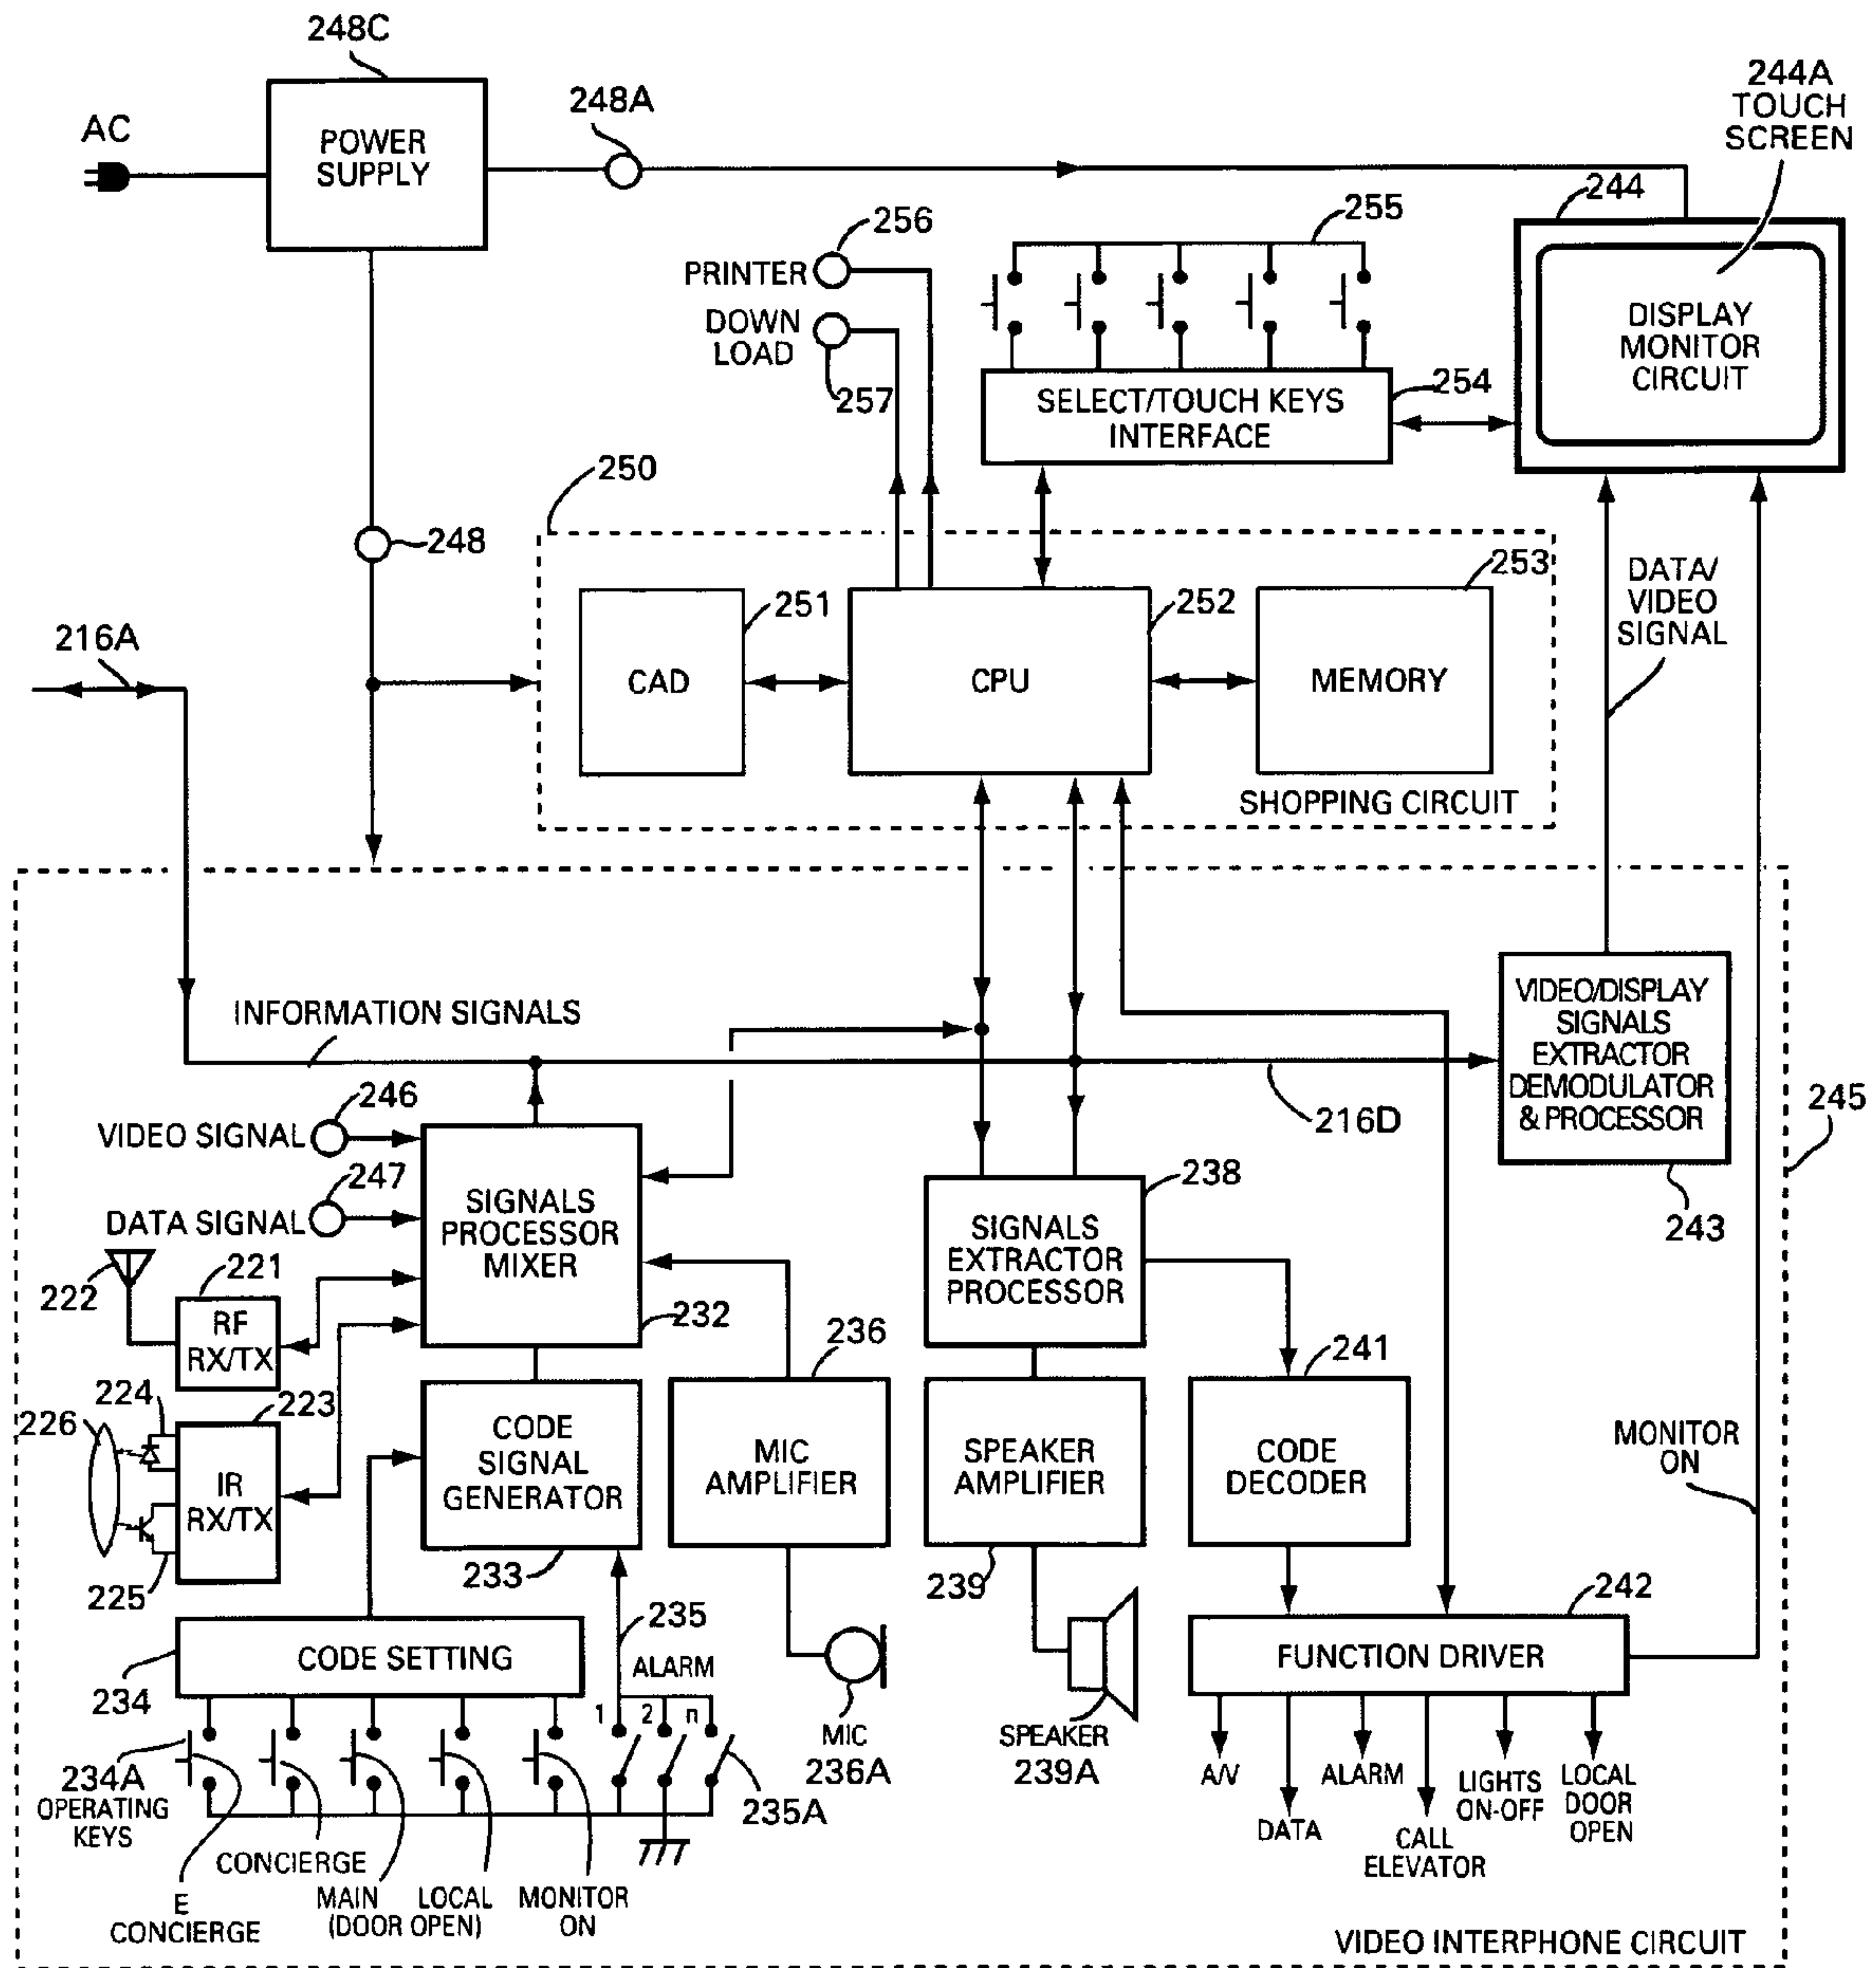 248C
248A
244A
TOUCH
SCREEN
AC
POWER
SUPPLY
244
256
255
PRINTER
DOWN
LOAD
257
DISPLAY
MONITOR
CIRCUIT
254
SELECT/TOUCH KEYS
INTERFACE
250
248
253
251
252
DATA/
VIDEO
SIGNAL
216A
CAD
CPU
MEMORY
SHOPPING CIRCUIT
INFORMATION SIGNALS
VIDEO/DISPLAY
SIGNALS
EXTRACTOR
DEMODULATOR
& PROCESSOR
245
246
VIDEO SIGNAL
216D
247
DATA SIGNAL
SIGNALS
PROCESSOR
MIXER
238
SIGNALS
EXTRACTOR
PROCESSOR
243
222
221
RF
RX/TX
232
236
241
224
223
226
IR
RX/TX
225
CODE
SIGNAL
GENERATOR
233
MIC
AMPLIFIER
SPEAKER
AMPLIFIER
239
CODE
DECODER
MONITOR
ON
242
235
CODE SETTING
234
ALARM
1 2 n
FUNCTION DRIVER
MIC
236A
SPEAKER
239A
234A
OPERATING
KEYS
235A
A/V
DATA
ALARM
CALL
ELEVATOR
LIGHTS
ON-OFF
LOCAL
DOOR
OPEN
E
CONCIERGE
CONCIERGE
MAIN LOCAL
(DOOR OPEN)
MONITOR
ON
VIDEO INTERPHONE CIRCUIT